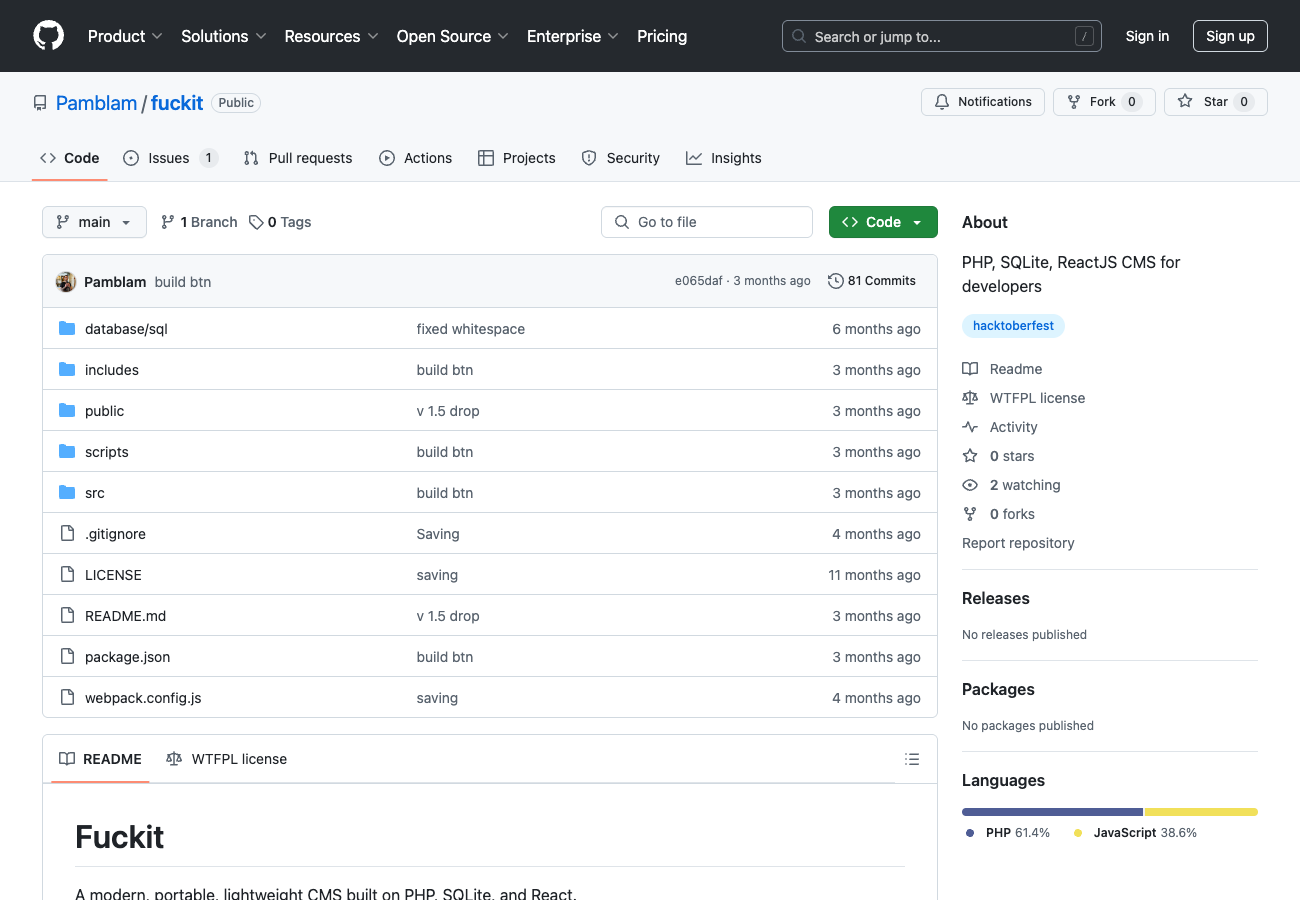 Product Solutions Resources Open Source Enterprise Pricing Search or jump to... / Sign in Sign up
Pamblam / fuckit Public Notifications Fork 0 Star 0
Code Issues 1 Pull requests Actions Projects Security Insights
main 1 Branch 0 Tags Go to file Code
Pamblam build btn e065daf · 3 months ago 81 Commits
database/sql fixed whitespace 6 months ago
includes build btn 3 months ago
public v 1.5 drop 3 months ago
scripts build btn 3 months ago
src build btn 3 months ago
.gitignore Saving 4 months ago
LICENSE saving 11 months ago
README.md v 1.5 drop 3 months ago
package.json build btn 3 months ago
webpack.config.js saving 4 months ago
README WTFPL license
Fuckit
A modern, portable, lightweight CMS built on PHP, SQLite, and React.
About
PHP, SQLite, ReactJS CMS for
developers
hacktoberfest
Readme
WTFPL license
Activity
0 stars
2 watching
0 forks
Report repository
Releases
No releases published
Packages
No packages published
Languages
PHP 61.4% JavaScript 38.6%